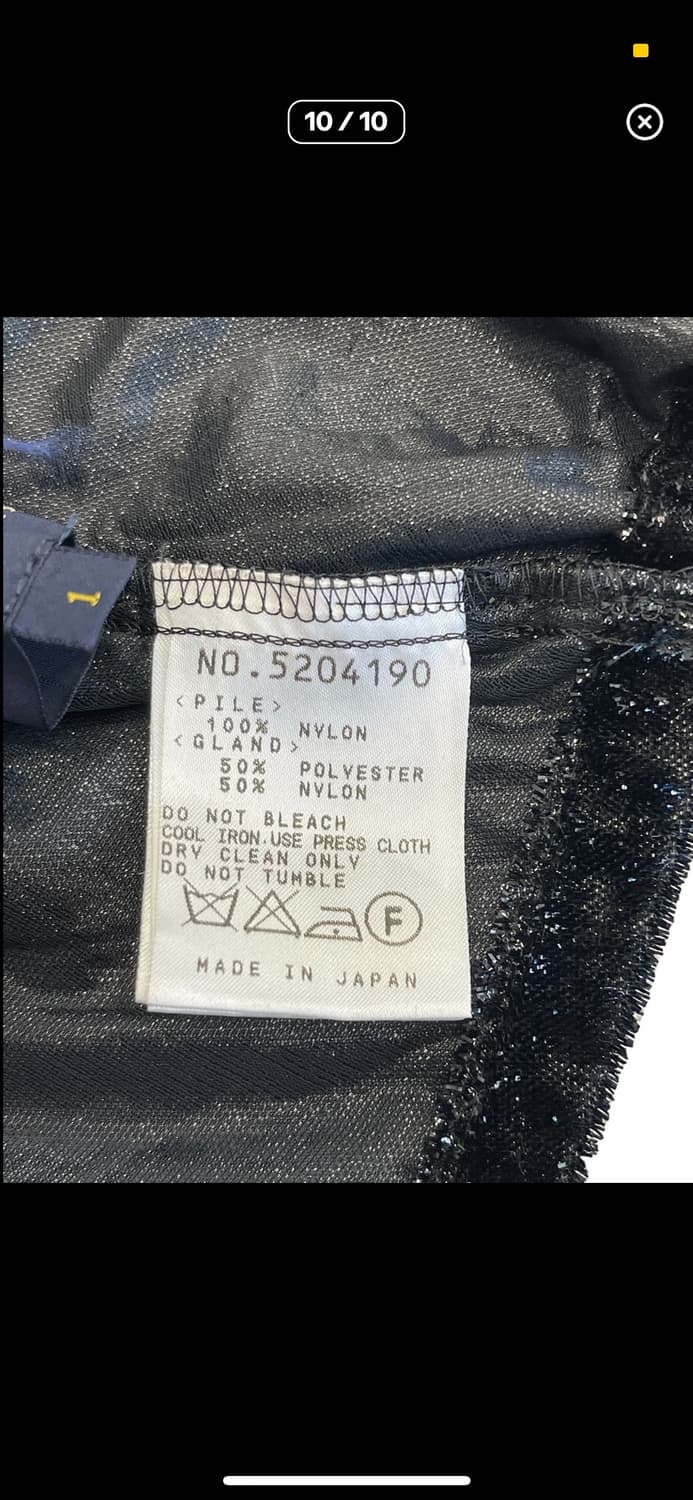 10 / 10
1
NO.5204190
<PILE>
100% NYLON
<GLAND>
50% POLYESTER
50% NYLON
DO NOT BLEACH
COOL IRON.USE PRESS CLOTH
DRY CLEAN ONLY
DO NOT TUMBLE
F
MADE IN JAPAN